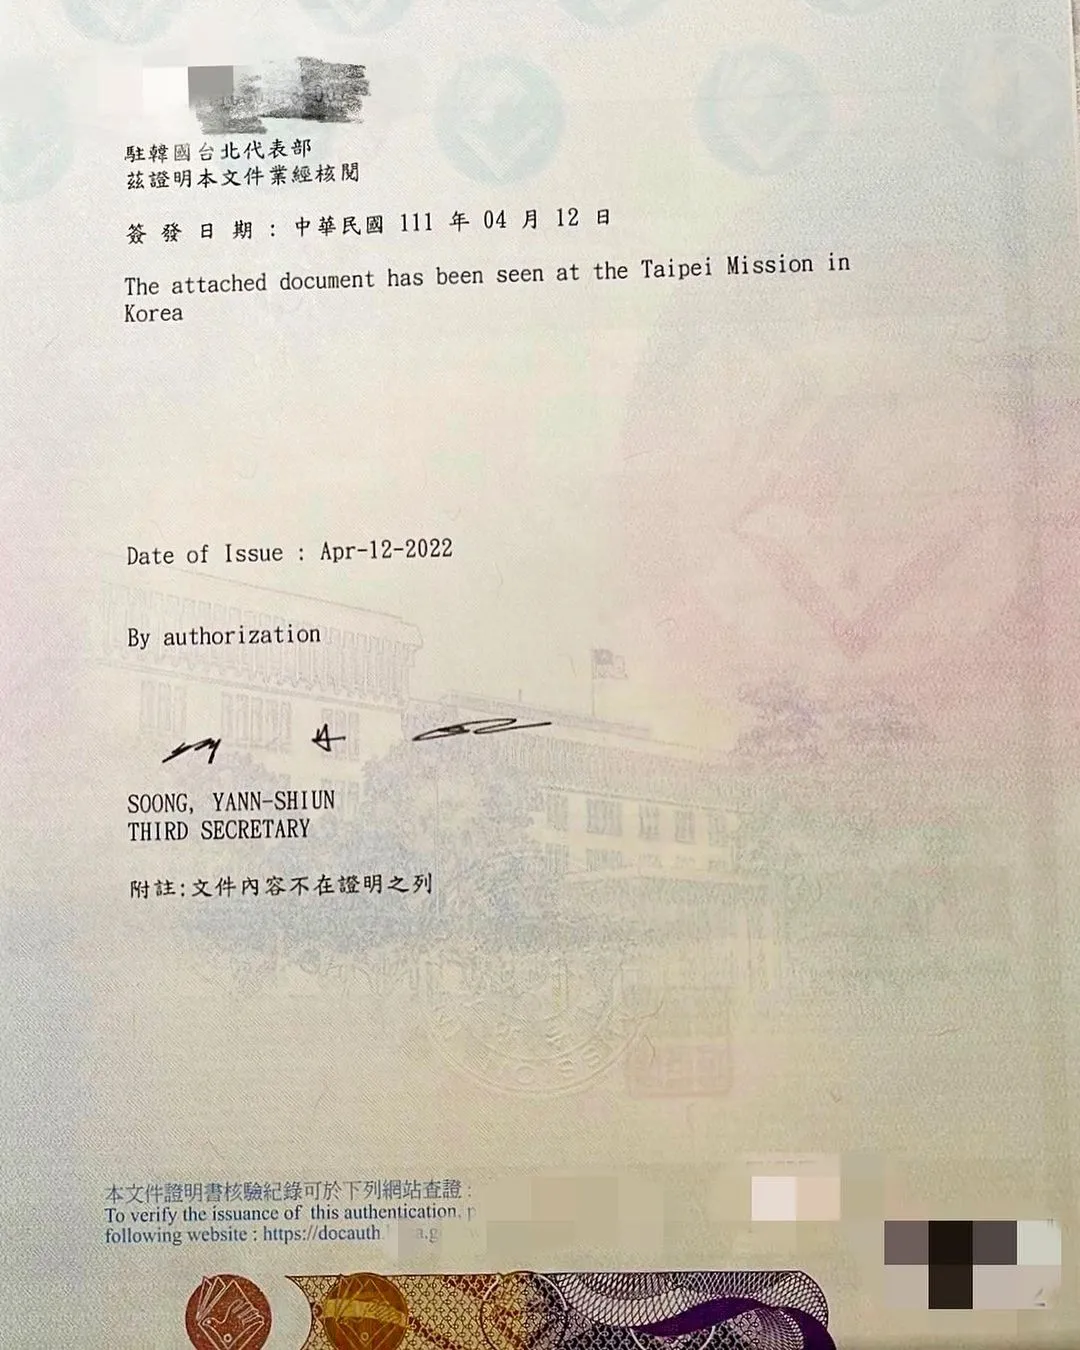 駐韓國台北代表部
茲證明本文件業經核閱
簽發日期：中華民國 111 年 04 月 12 日
The attached document has been seen at the Taipei Mission in
Korea
Date of Issue : Apr-12-2022
By authorization
SOONG, YANN-SHIUN
THIRD SECRETARY
附註:文件內容不在證明之列
本文件證明書核驗紀錄可於下列網站查證：
To verify the issuance of this authentication,
following website : https://docauth